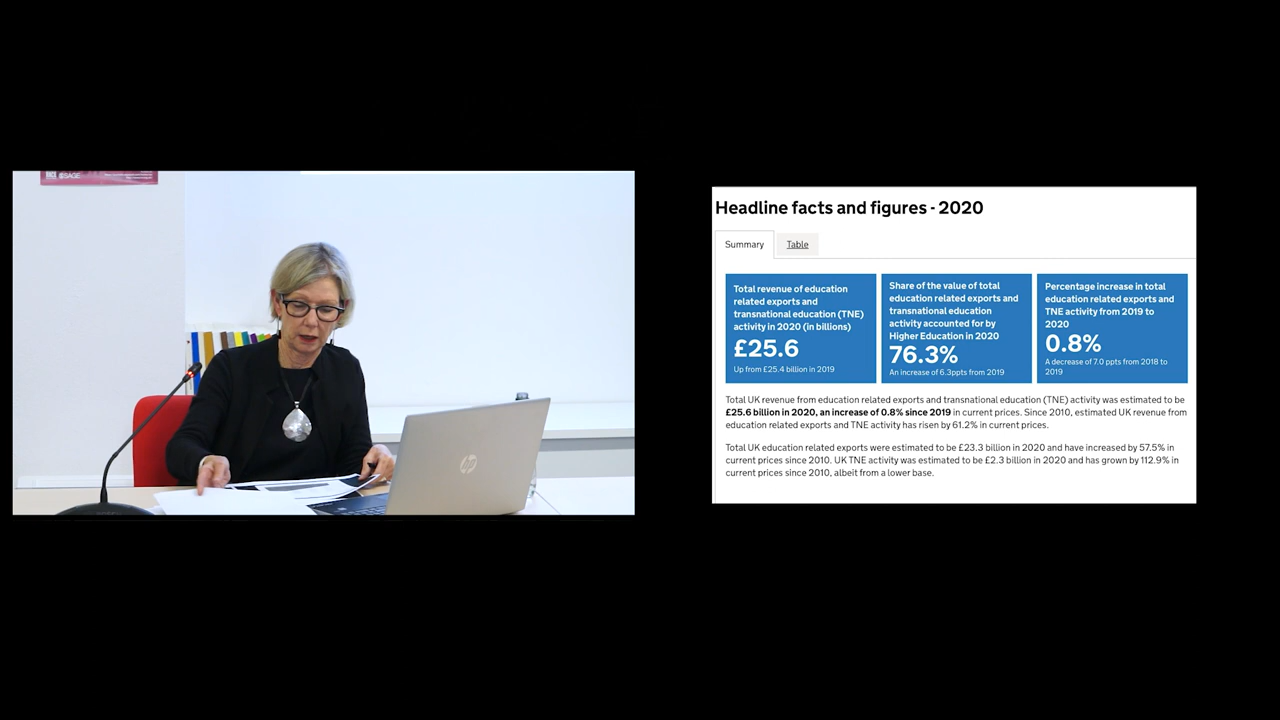 SAGE
hp
Headline facts and figures - 2020
Summary
Table
Total revenue of education
related exports and
transnational education (TNE)
activity in 2020 (in billions)
£25.6
Up from £25.4 billion in 2019
Share of the value of total
education related exports and
transnational education
activity accounted for by
Higher Education in 2020
76.3%
An increase of 6.3ppts from 2019
Percentage increase in total
education related exports and
TNE activity from 2019 to
2020
0.8%
A decrease of 7.0 ppts from 2018 to
2019
Total UK revenue from education related exports and transnational education (TNE) activity was estimated to be
£25.6 billion in 2020, an increase of 0.8% since 2019 in current prices. Since 2010, estimated UK revenue from
education related exports and TNE activity has risen by 61.2% in current prices.
Total UK education related exports were estimated to be £23.3 billion in 2020 and have increased by 57.5% in
current prices since 2010. UK TNE activity was estimated to be £2.3 billion in 2020 and has grown by 112.9% in
current prices since 2010, albeit from a lower base.